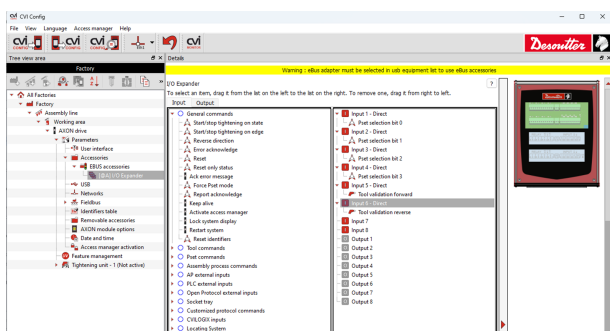 CVI Config
File View Language Access manager Help
CVI CONFIG
CVI
CVI CONFIG
CVI MONITOR
Desoutter
Tree view area
Details
Factory
Warning : eBus adapter must be selected in usb equipment list to use eBus accessories
I/O Expander
?
To select an item, drag it from the list on the left to the list on the right. To remove one, drag it from right to left.
Input Output
All Factories
Factory
Assembly line
Working area
AXON drive
Parameters
User interface
Accessories
EBUS accessories
[@A] I/O Expander
USB
Networks
Fieldbus
Identifiers table
Removable accessories
AXON module options
Date and time
Access manager activation
Feature management
Tightening unit - 1 (Not active)
General commands
Start/stop tightening on state
Start/stop tightening on edge
Reverse direction
Error acknowledge
Reset
Reset only status
Ack error message
Force Pset mode
Report acknowledge
Keep alive
Activate access manager
Lock system display
Restart system
Reset identifiers
Tool commands
Pset commands
Assembly process commands
AP external inputs
PLC external inputs
Open Protocol external inputs
Socket tray
Customized protocol commands
CVILOGIX inputs
Locating System
Input 1 - Direct
Pset selection bit 0
Input 2 - Direct
Pset selection bit 1
Input 3 - Direct
Pset selection bit 2
Input 4 - Direct
Pset selection bit 3
Input 5 - Direct
Tool validation forward
Input 6 - Direct
Tool validation reverse
Input 7
Input 8
Output 1
Output 2
Output 3
Output 4
Output 5
Output 6
Output 7
Output 8